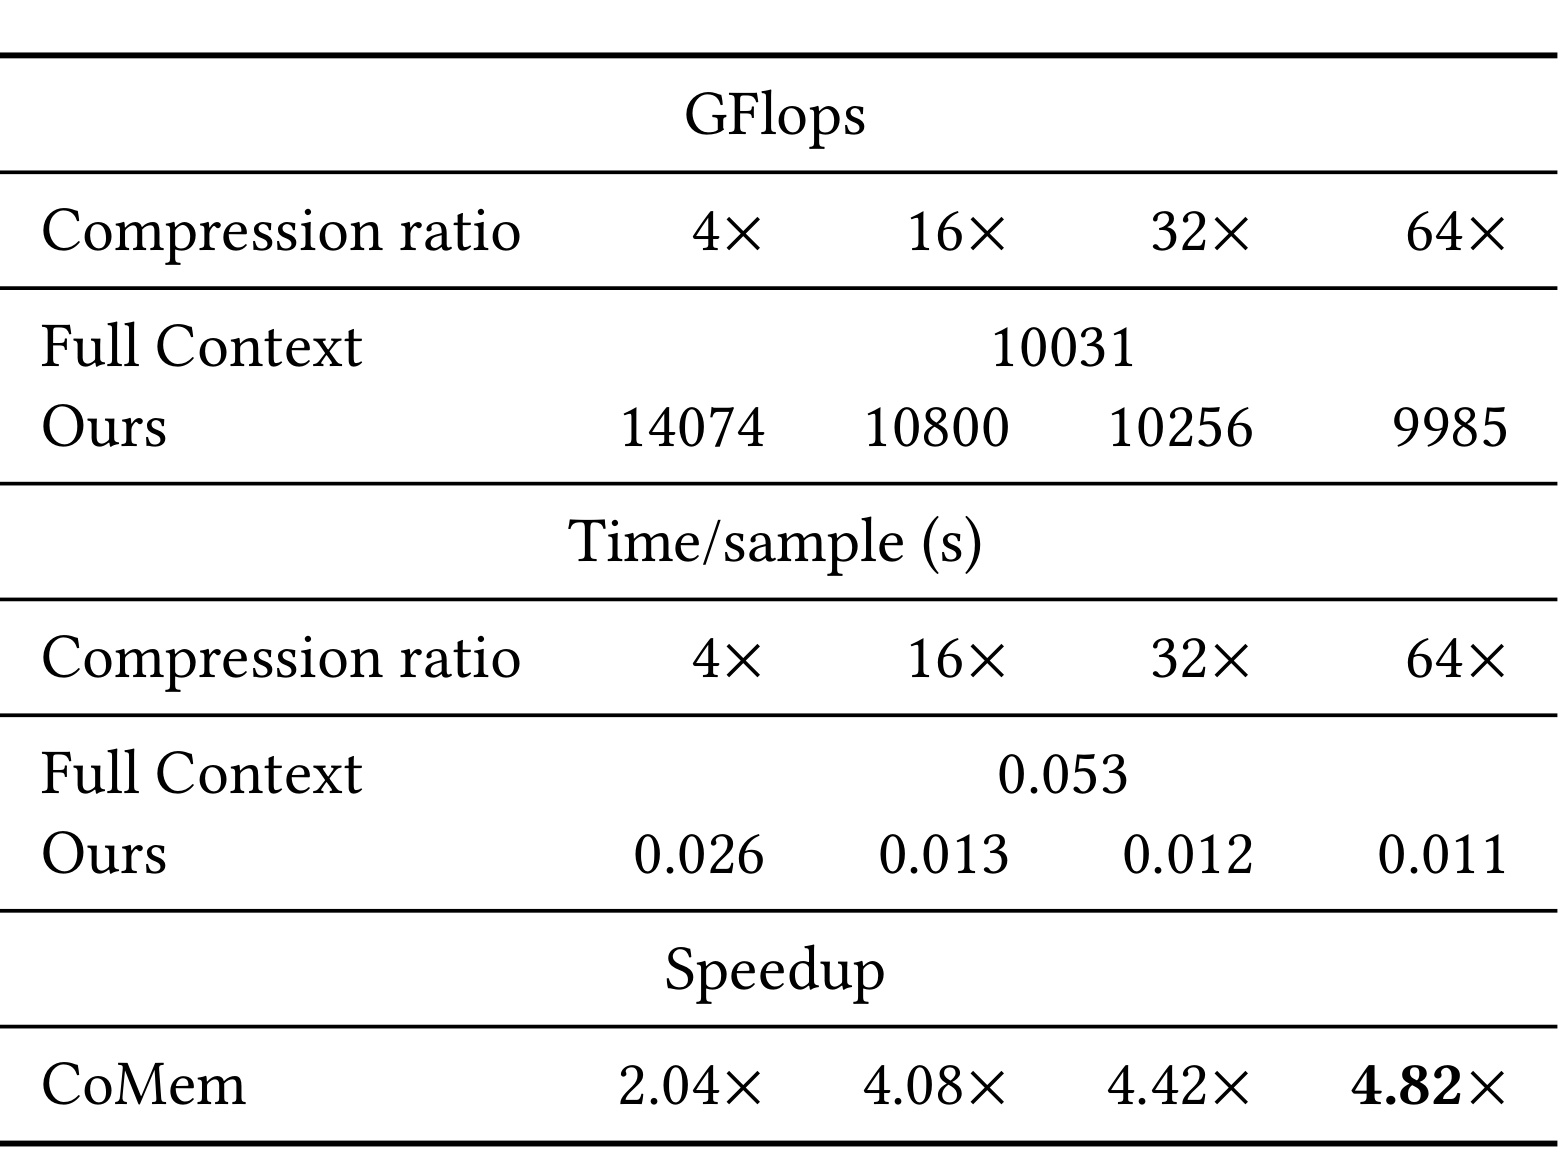 GFlops
Compression ratio 4× 16× 32× 64×
Full Context 10031
Ours 14074 10800 10256 9985
Time/sample (s)
Compression ratio 4× 16× 32× 64×
Full Context 0.053
Ours 0.026 0.013 0.012 0.011
Speedup
CoMem 2.04× 4.08× 4.42× 4.82×